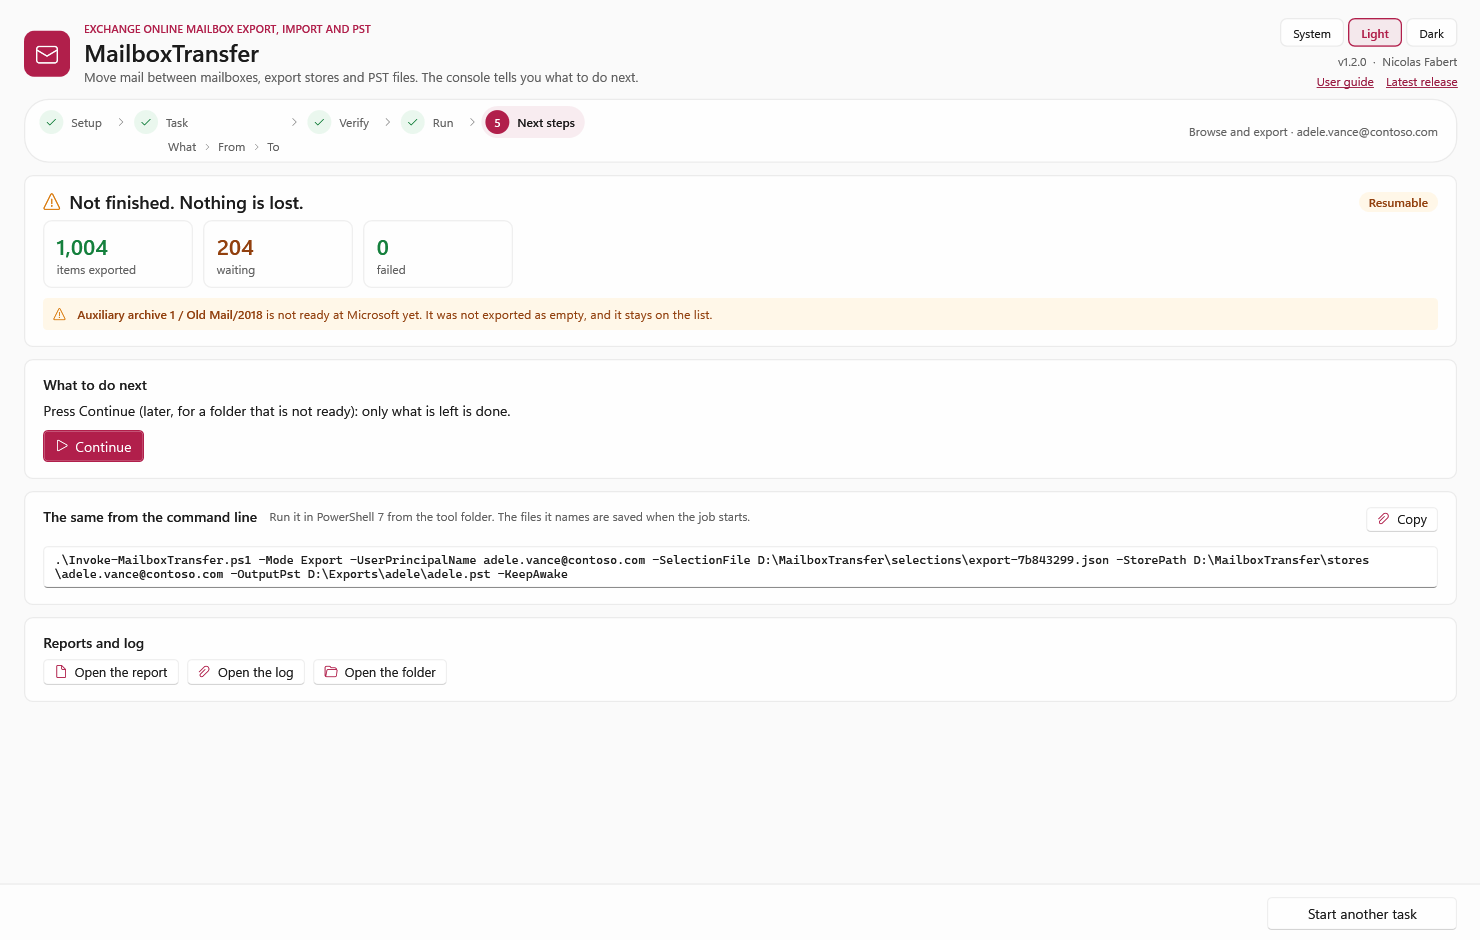 EXCHANGE ONLINE MAILBOX EXPORT, IMPORT AND PST
MailboxTransfer
Move mail between mailboxes, export stores and PST files. The console tells you what to do next.
System
Light
Dark
v1.2.0 · Nicolas Fabert
User guide
Latest release
Setup
Task
Verify
Run
5
Next steps
What
From
To
Browse and export · adele.vance@contoso.com
Not finished. Nothing is lost.
Resumable
1,004
items exported
204
waiting
0
failed
Auxiliary archive 1 / Old Mail/2018 is not ready at Microsoft yet. It was not exported as empty, and it stays on the list.
What to do next
Press Continue (later, for a folder that is not ready): only what is left is done.
Continue
The same from the command line
Run it in PowerShell 7 from the tool folder. The files it names are saved when the job starts.
Copy
.\Invoke-MailboxTransfer.ps1 -Mode Export -UserPrincipalName adele.vance@contoso.com -SelectionFile D:\MailboxTransfer\selections\export-7b843299.json -StorePath D:\MailboxTransfer\stores
\adele.vance@contoso.com -OutputPst D:\Exports\adele\adele.pst -KeepAwake
Reports and log
Open the report
Open the log
Open the folder
Start another task